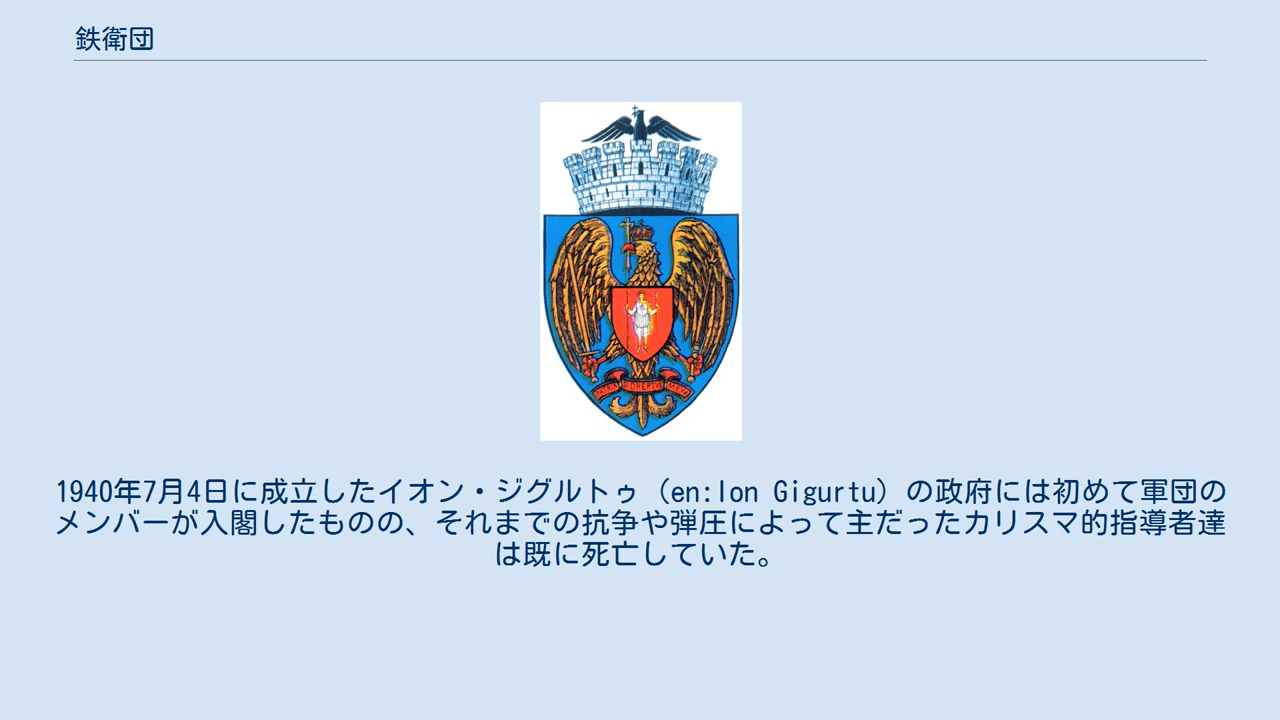 鉄衛団
PATRIA SI DREPTUL MEU
1940年7月4日に成立したイオン・ジグルトゥ（en:Ion Gigurtu）の政府には初めて軍団の
メンバーが入閣したものの、それまでの抗争や弾圧によって主だったカリスマ的指導者達
は既に死亡していた。